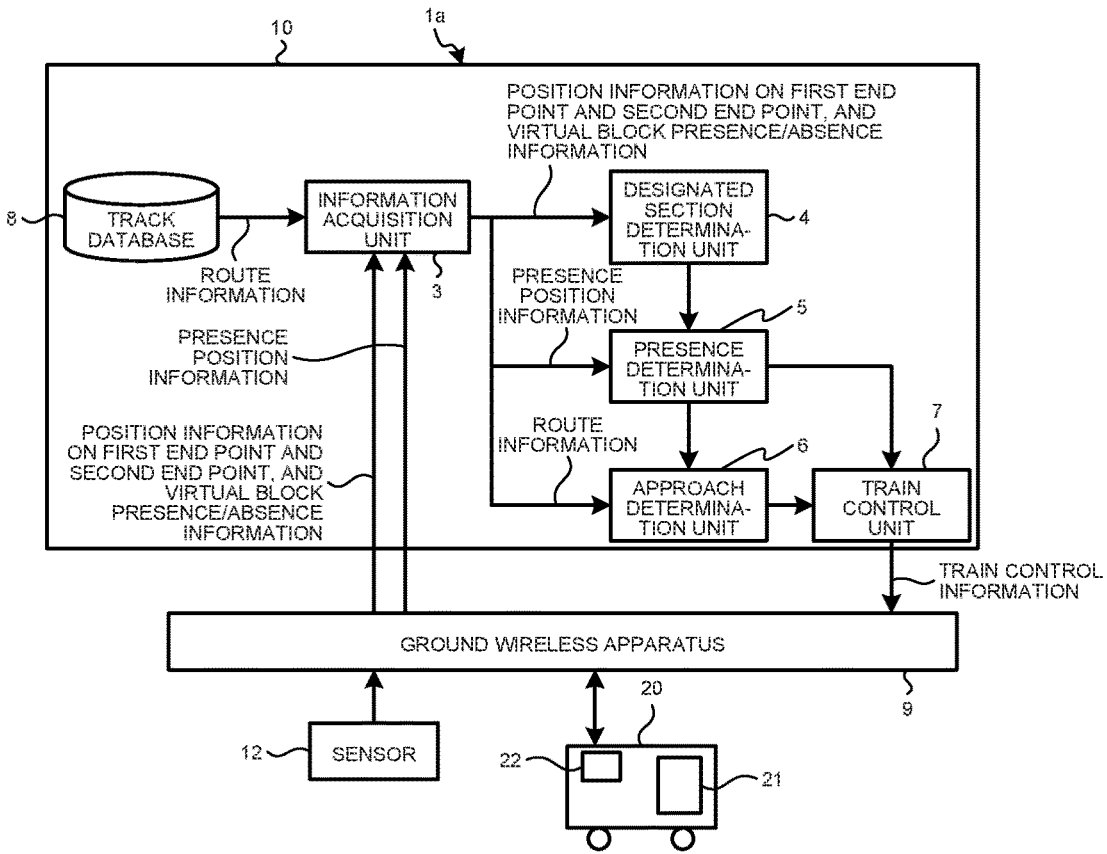 10
1a
POSITION INFORMATION ON FIRST END
POINT AND SECOND END POINT, AND
VIRTUAL BLOCK PRESENCE/ABSENCE
INFORMATION
8
TRACK
DATABASE
INFORMATION
ACQUISITION
UNIT
3
DESIGNATED
SECTION
DETERMINA-
TION UNIT
4
ROUTE
INFORMATION
PRESENCE
POSITION
INFORMATION
5
PRESENCE
POSITION
INFORMATION
PRESENCE
DETERMINA-
TION UNIT
7
POSITION INFORMATION
ON FIRST END POINT AND
SECOND END POINT, AND
VIRTUAL BLOCK
PRESENCE/ABSENCE
INFORMATION
ROUTE
INFORMATION
6
APPROACH
DETERMINA-
TION UNIT
TRAIN
CONTROL
UNIT
TRAIN CONTROL
INFORMATION
GROUND WIRELESS APPARATUS
9
12
SENSOR
20
22
21